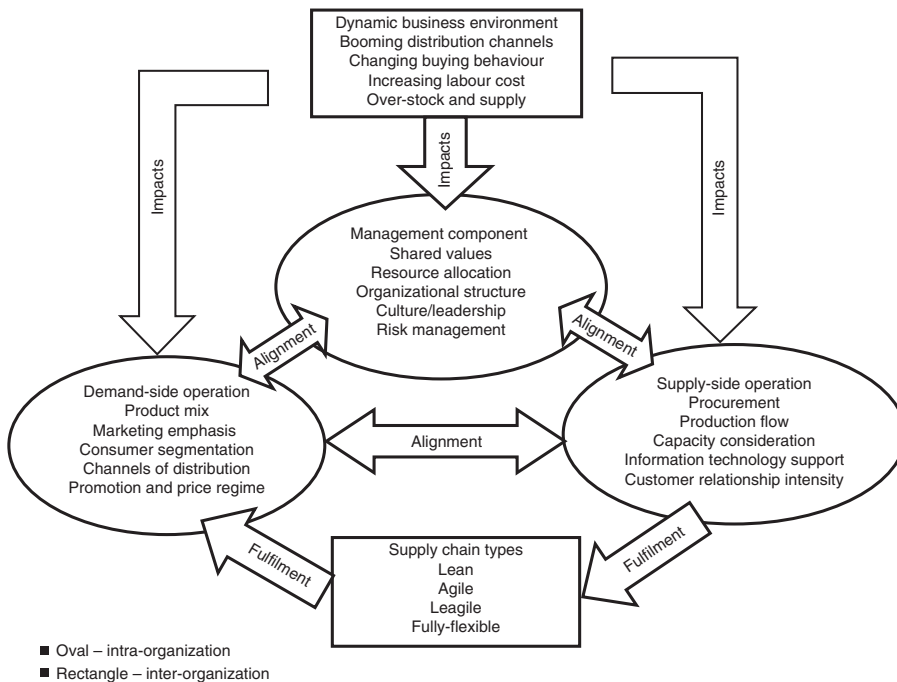 Dynamic business environment
Booming distribution channels
Changing buying behaviour
Increasing labour cost
Over-stock and supply
Impacts
Impacts
Impacts
Management component
Shared values
Resource allocation
Organizational structure
Culture/leadership
Risk management
Alignment
Alignment
Demand-side operation
Product mix
Marketing emphasis
Consumer segmentation
Channels of distribution
Promotion and price regime
Alignment
Supply-side operation
Procurement
Production flow
Capacity consideration
Information technology support
Customer relationship intensity
Fulfilment
Supply chain types
Lean
Agile
Leagile
Fully-flexible
Fulfilment
■ Oval – intra-organization
■ Rectangle – inter-organization